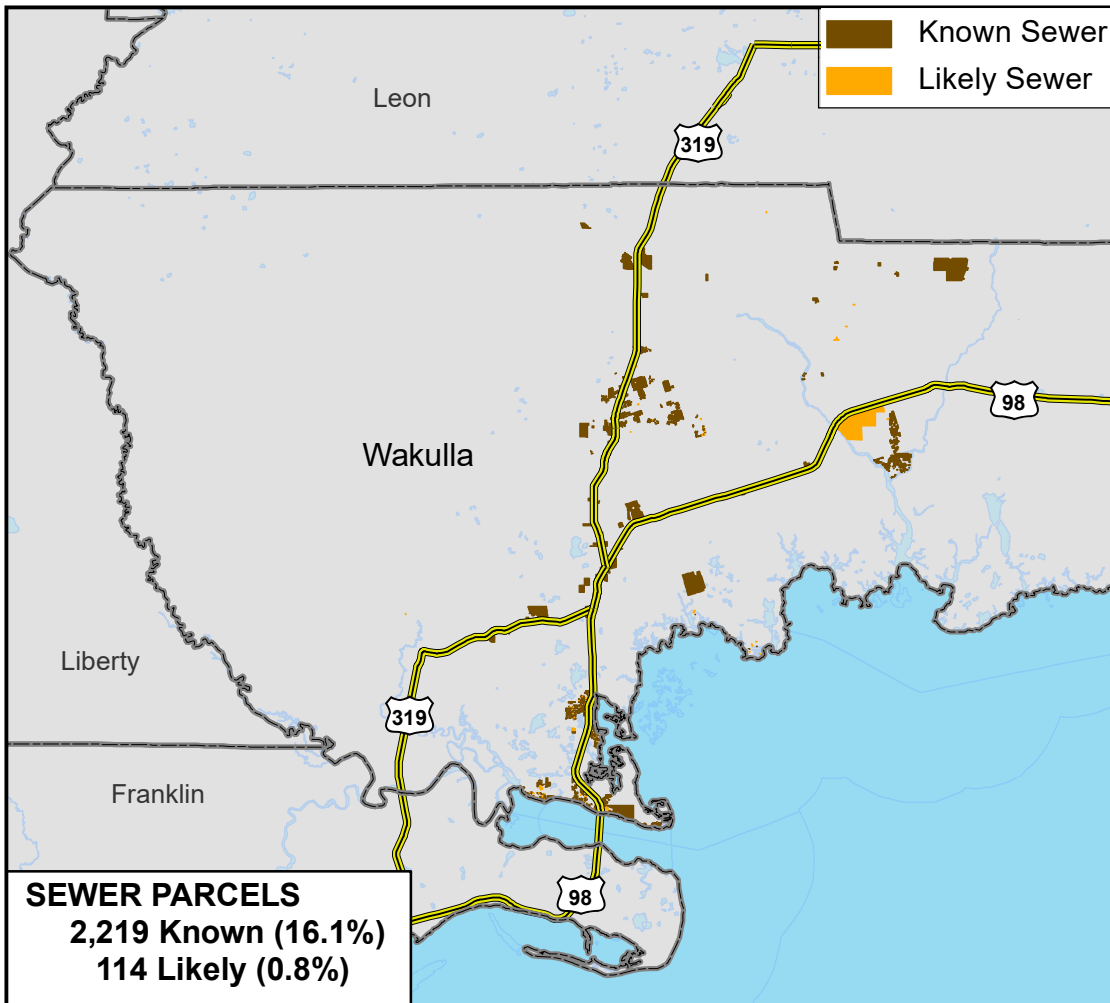 Known Sewer
Likely Sewer
Leon
319
98
Wakulla
Liberty
319
Franklin
98
SEWER PARCELS
2,219 Known (16.1%)
114 Likely (0.8%)